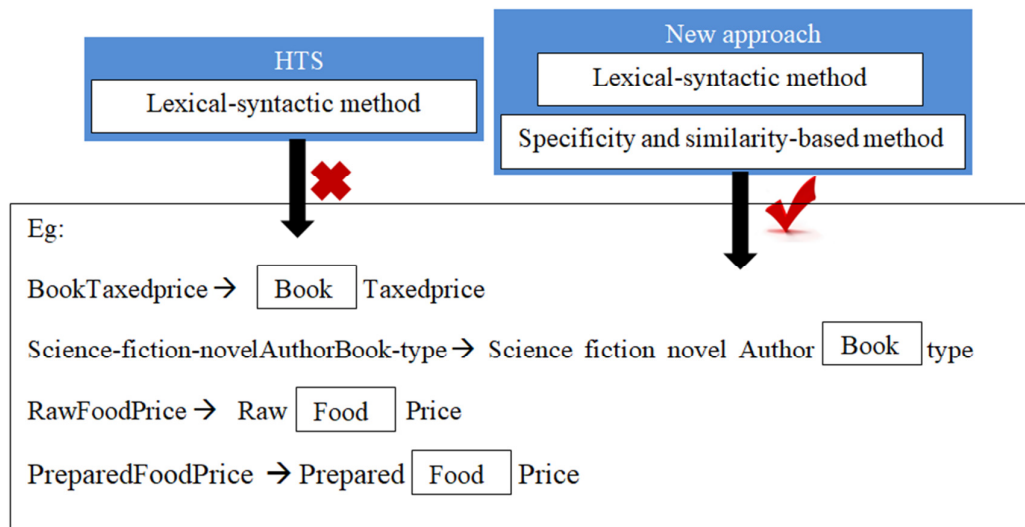 HTS
Lexical-syntactic method
New approach
Lexical-syntactic method
Specificity and similarity-based method
Eg:
BookTaxedprice → Book Taxedprice
Science-fiction-novelAuthorBook-type → Science fiction novel Author Book type
RawFoodPrice → Raw Food Price
PreparedFoodPrice → Prepared Food Price